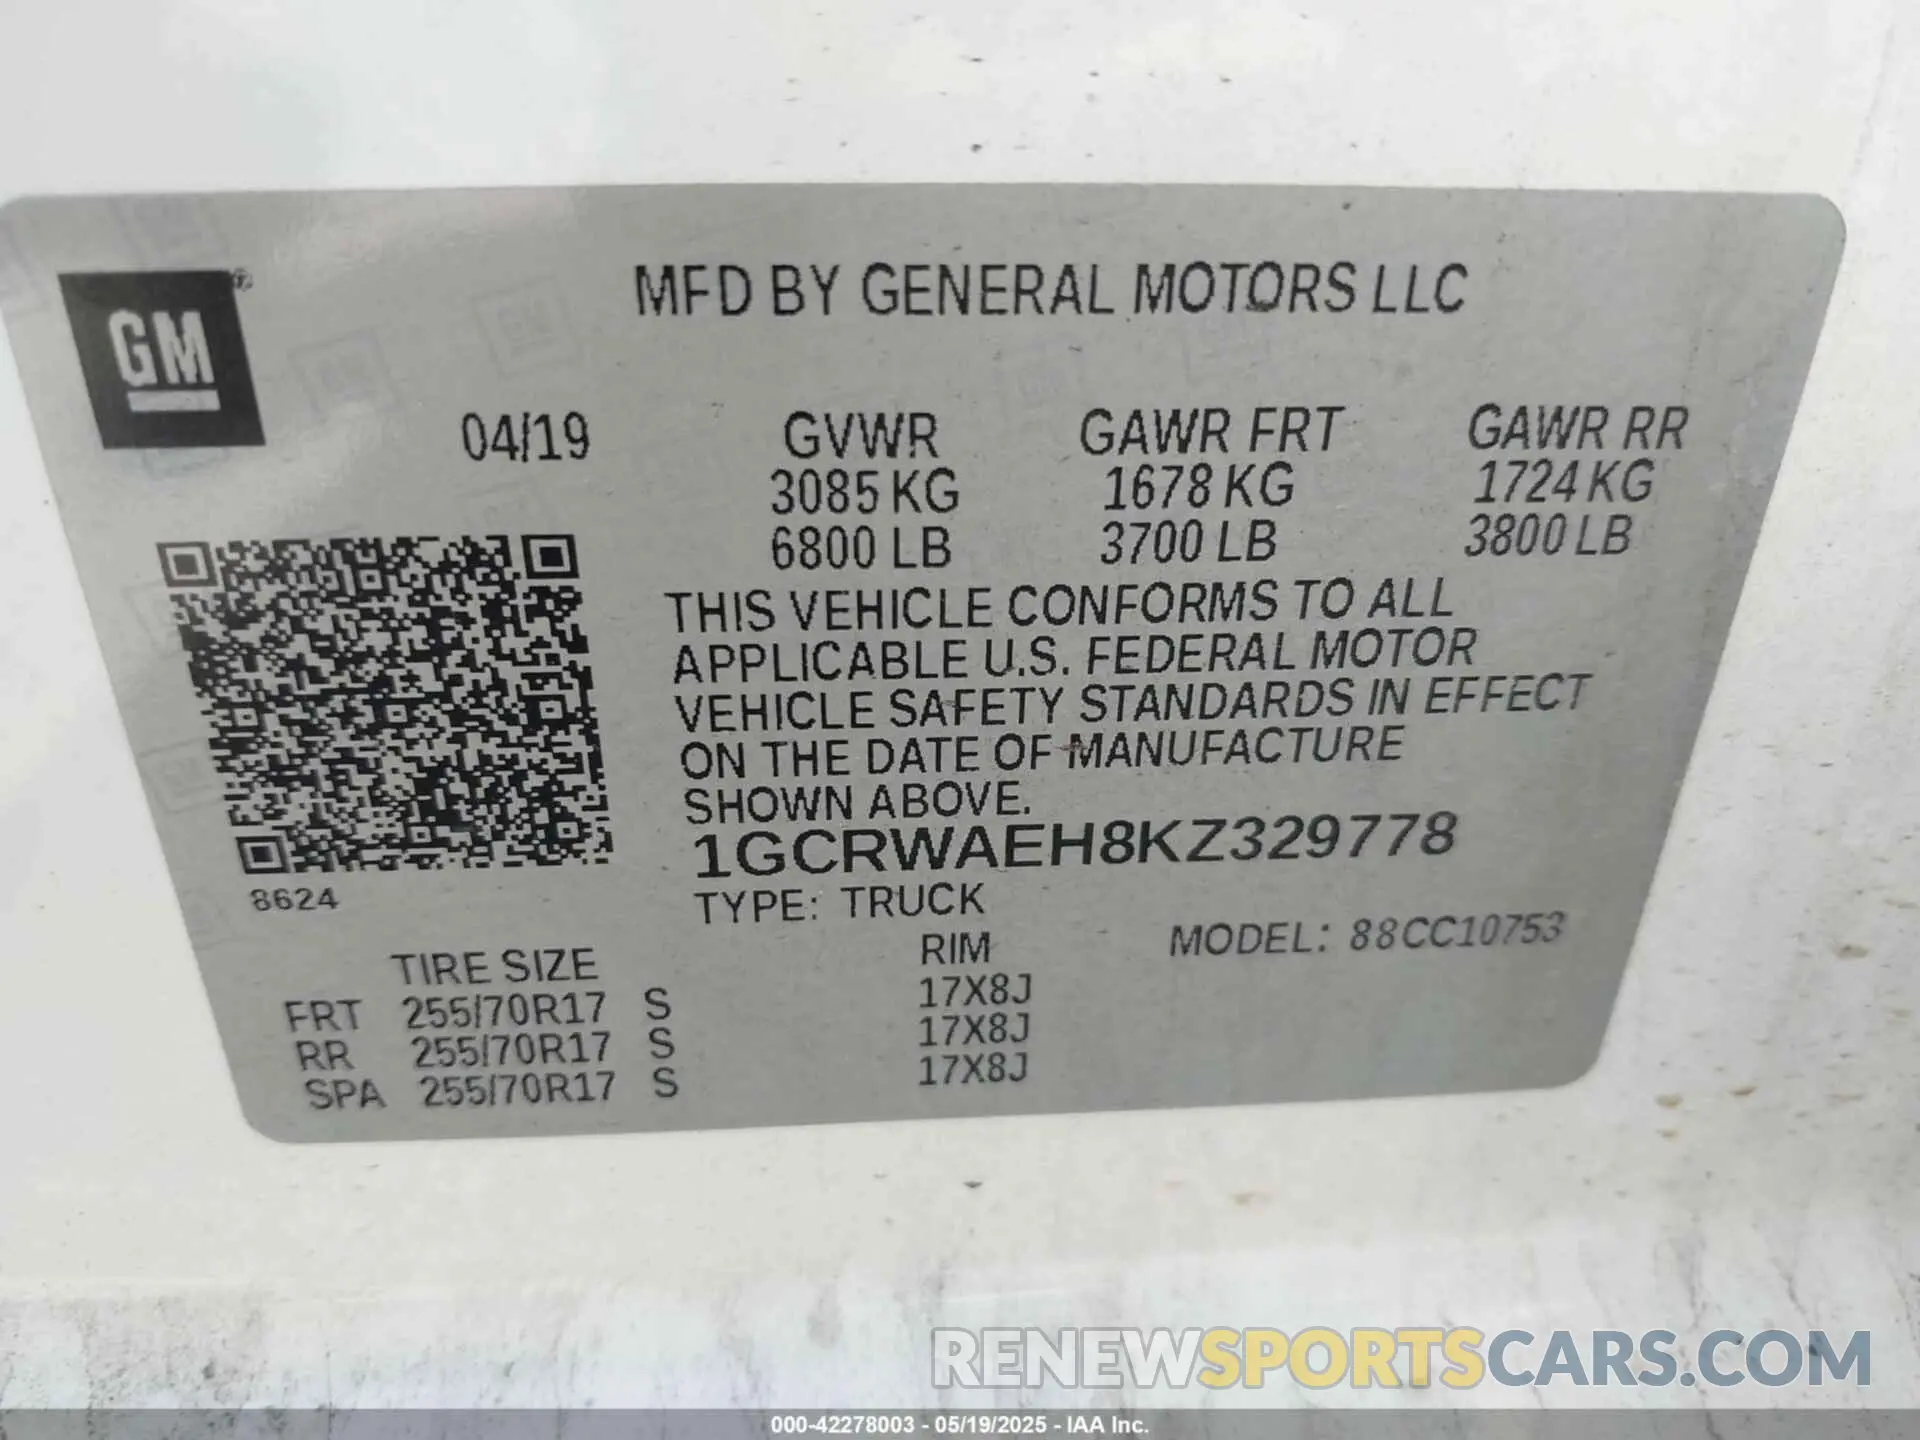 GM ®
MFD BY GENERAL MOTORS LLC
04/19 GVWR GAWR FRT GAWR RR
3085 KG 1678 KG 1724 KG
6800 LB 3700 LB 3800 LB
THIS VEHICLE CONFORMS TO ALL
APPLICABLE U.S. FEDERAL MOTOR
VEHICLE SAFETY STANDARDS IN EFFECT
ON THE DATE OF MANUFACTURE
SHOWN ABOVE.
1GCRWAEH8KZ329778
8624
TYPE: TRUCK
MODEL: 88CC10753
TIRE SIZE RIM
FRT 255/70R17 S 17X8J
RR 255/70R17 S 17X8J
SPA 255/70R17 S 17X8J
RENEWSPORTSCARS.COM
000-42278003 - 05/19/2025 - IAA Inc.